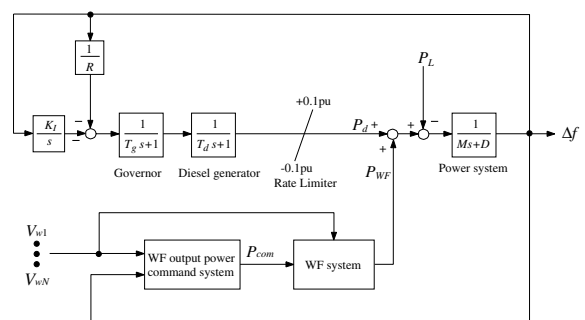 1
R
K_I
s
−
−
1
T_g s+1
Governor
1
T_d s+1
Diesel generator
+0.1pu
-0.1pu
Rate Limiter
P_d +
+
P_WF
P_L
+
−
1
Ms+D
Power system
Δf
V_w1
V_wN
WF output power
command system
P_com
WF system